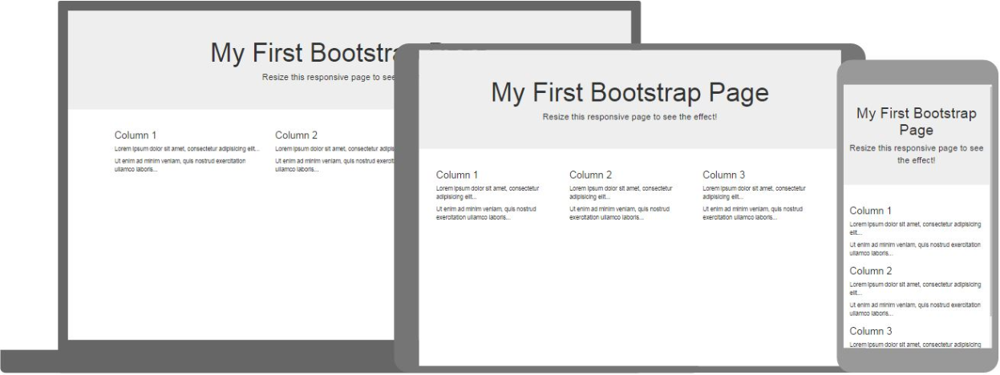 My First Bootstra
Resize this responsive page to see
Column 1
Lorem ipsum dolor sit amet, consectetur adipisicing elit...
Ut enim ad minim veniam, quis nostrud exercitation
ullamco laboris...
Column 2
Lorem ipsum dolor sit amet, consectetur adipis
Ut enim ad minim veniam, quis nostrud exercitat
ullamco laboris...
My First Bootstrap Page
Resize this responsive page to see the effect!
Column 1
Lorem ipsum dolor sit amet, consectetur
adipisicing elit...
Ut enim ad minim veniam, quis nostrud
exercitation ullamco laboris...
Column 2
Lorem ipsum dolor sit amet, consectetur
adipisicing elit...
Ut enim ad minim veniam, quis nostrud
exercitation ullamco laboris...
Column 3
Lorem ipsum dolor sit amet, consectetur
adipisicing elit...
Ut enim ad minim veniam, quis nostrud
exercitation ullamco laboris...
My First Bootstrap
Page
Resize this responsive page to see
the effect!
Column 1
Lorem ipsum dolor sit amet, consectetur adipisicing
elit...
Ut enim ad minim veniam, quis nostrud exercitation
ullamco laboris...
Column 2
Lorem ipsum dolor sit amet, consectetur adipisicing
elit...
Ut enim ad minim veniam, quis nostrud exercitation
ullamco laboris...
Column 3
Lorem ipsum dolor sit amet, consectetur adipisicing